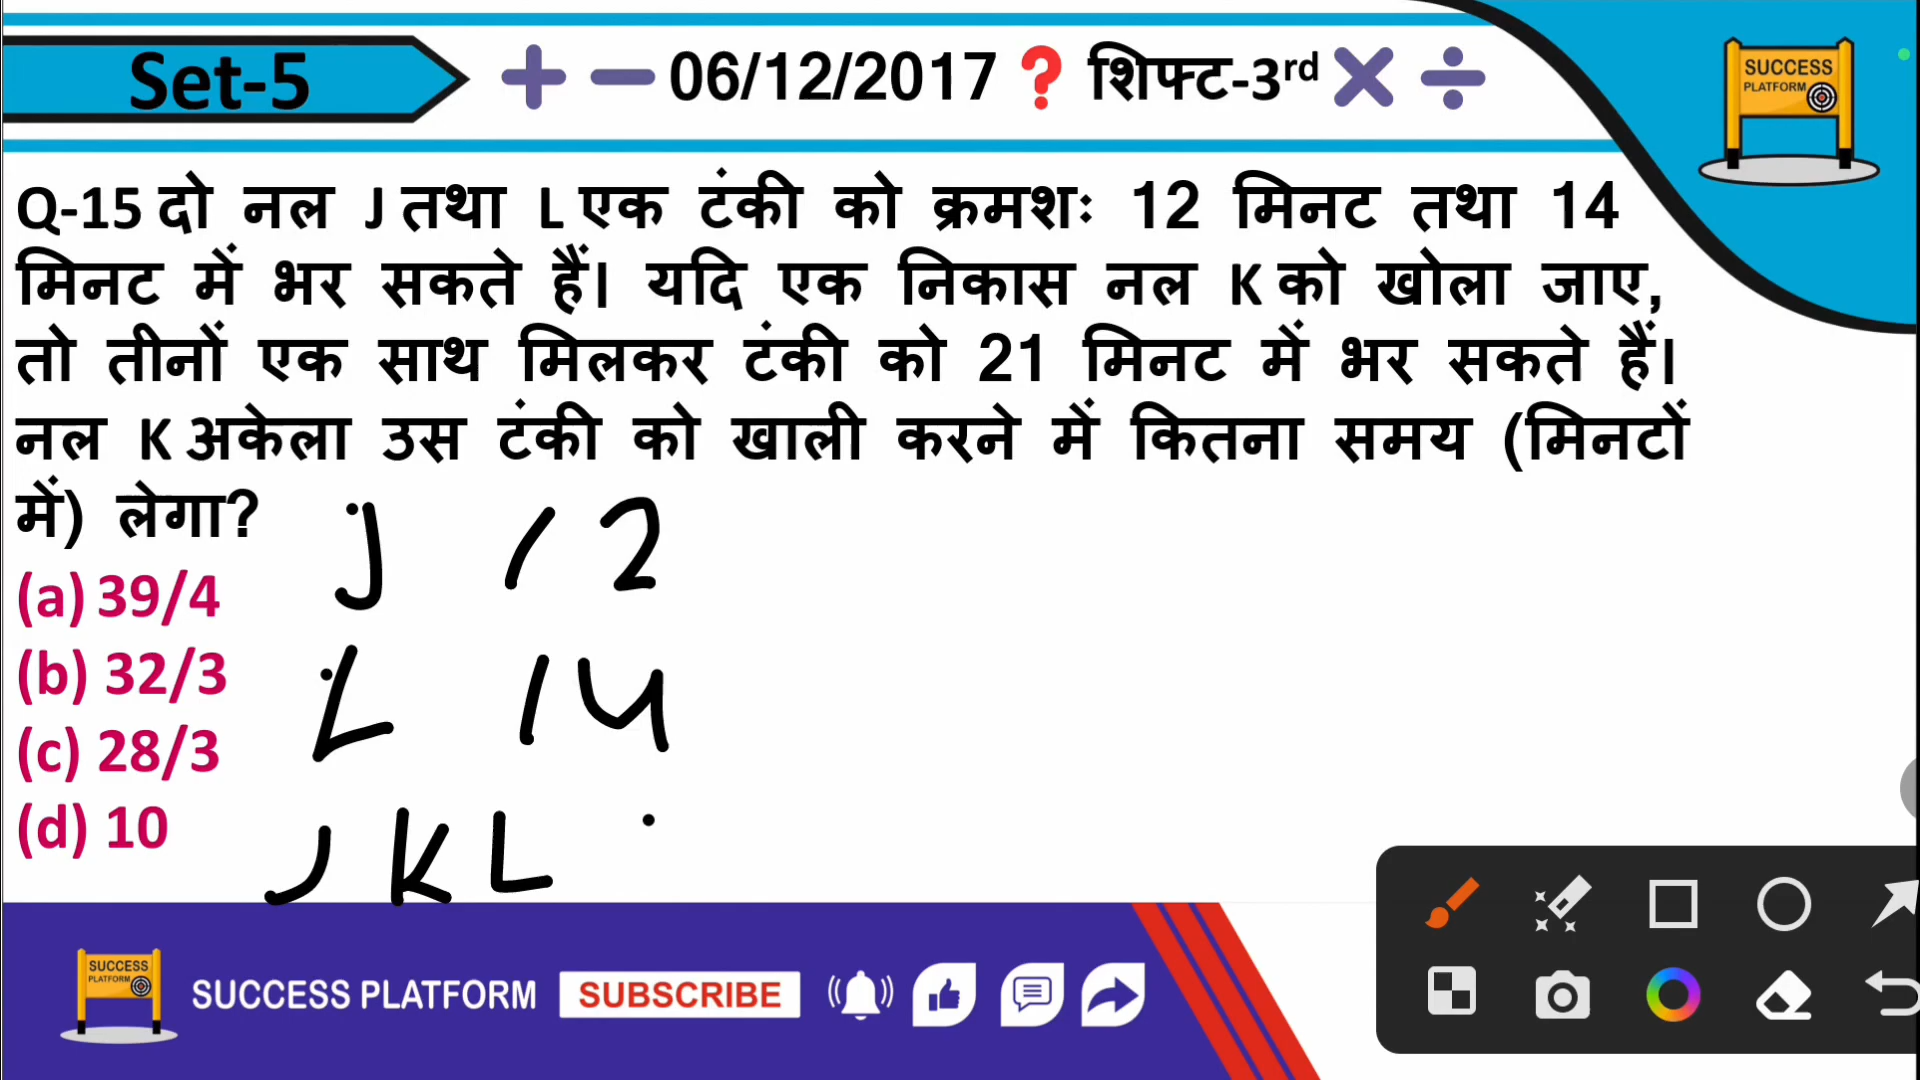 Set-5
+ − 06/12/2017 ❓ शिफ्ट-3rd × ÷
SUCCESS
PLATFORM
Q-15 दो नल J तथा L एक टंकी को क्रमशः 12 मिनट तथा 14
मिनट में भर सकते हैं। यदि एक निकास नल K को खोला जाए,
तो तीनों एक साथ मिलकर टंकी को 21 मिनट में भर सकते हैं।
नल K अकेला उस टंकी को खाली करने में कितना समय (मिनटों
में) लेगा?
J 12
(a) 39/4
(b) 32/3
L 14
(c) 28/3
(d) 10
J K L
SUCCESS
PLATFORM
SUCCESS PLATFORM SUBSCRIBE